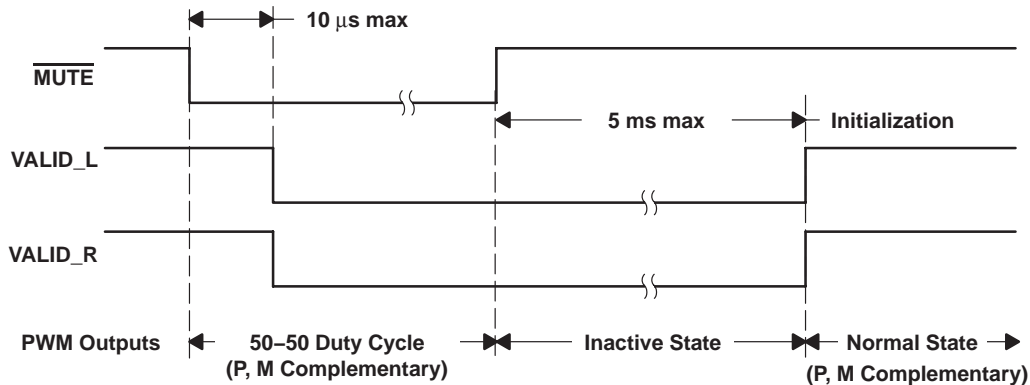 10 μs max
MUTE
5 ms max
Initialization
VALID_L
VALID_R
PWM Outputs
50−50 Duty Cycle
(P, M Complementary)
Inactive State
Normal State
(P, M Complementary)